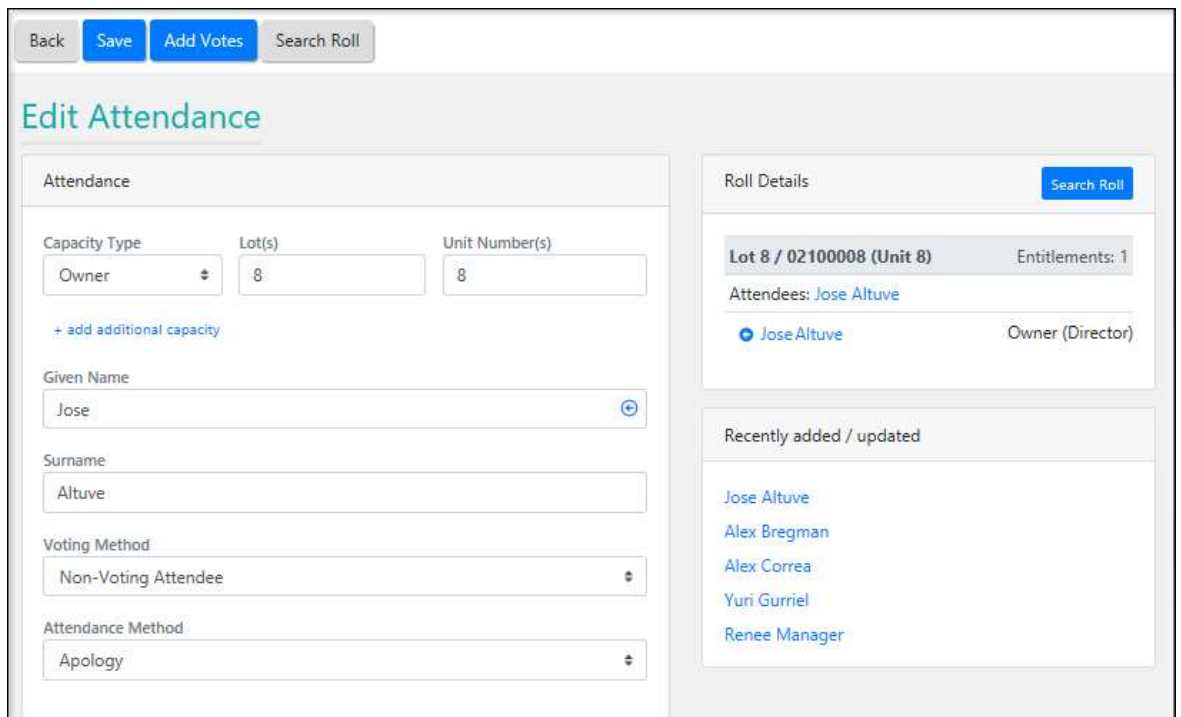 Back Save Add Votes Search Roll
Edit Attendance
Attendance
Capacity Type Lot(s) Unit Number(s)
Owner 8 8
+ add additional capacity
Given Name
Jose
Surname
Altuve
Voting Method
Non-Voting Attendee
Attendance Method
Apology
Roll Details Search Roll
Lot 8 / 02100008 (Unit 8) Entitlements: 1
Attendees: Jose Altuve
Jose Altuve Owner (Director)
Recently added / updated
Jose Altuve
Alex Bregman
Alex Correa
Yuri Gurriel
Renee Manager